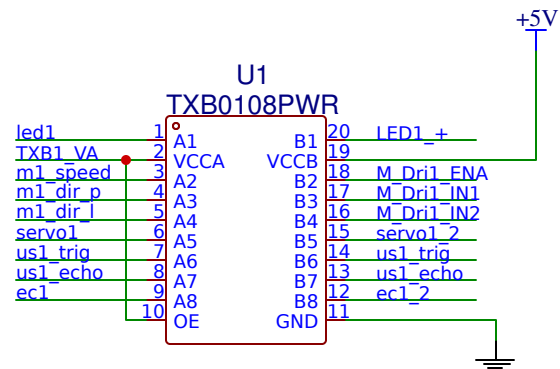 +5V
U1
TXB0108PWR
led1 1 A1 B1 20 LED1_+
TXB1_VA 2 VCCA VCCB 19
m1_speed 3 A2 B2 18 M_Dri1_ENA
m1_dir_p 4 A3 B3 17 M_Dri1_IN1
m1_dir_l 5 A4 B4 16 M_Dri1_IN2
servo1 6 A5 B5 15 servo1_2
us1_trig 7 A6 B6 14 us1_trig
us1_echo 8 A7 B7 13 us1_echo
ec1 9 A8 B8 12 ec1_2
10 OE GND 11